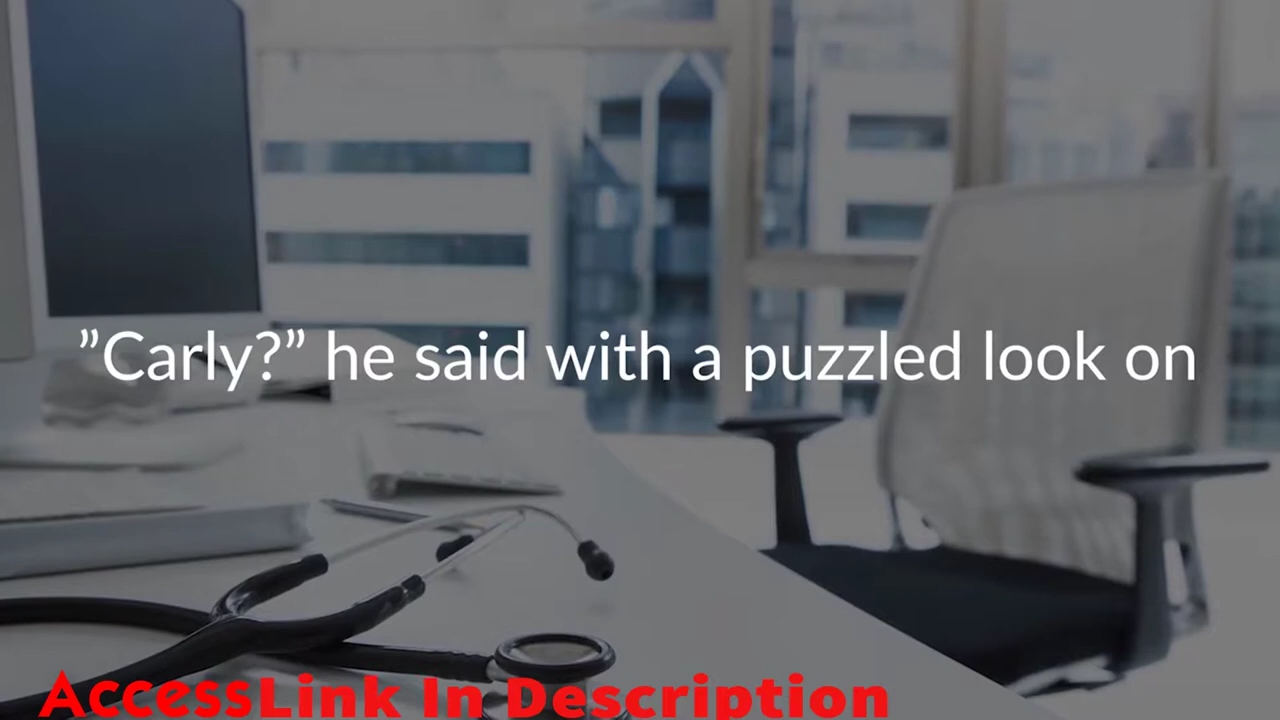 ”Carly?” he said with a puzzled look on
AccessLink In Description